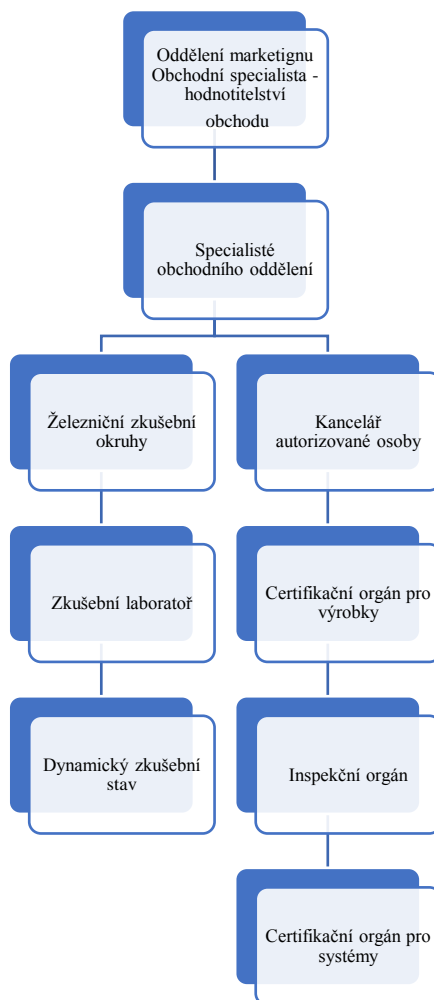 Oddělení marketignu
Obchodní specialista -
hodnotitelství
obchodu
Specialisté
obchodního oddělení
Železniční zkušební
okruhy
Kancelář
autorizované osoby
Zkušební laboratoř
Certifikační orgán pro
výrobky
Dynamický zkušební
stav
Inspekční orgán
Certifikační orgán pro
systémy